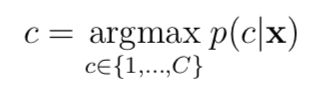 c = argmax p(c|x)
c∈{1,...,C}